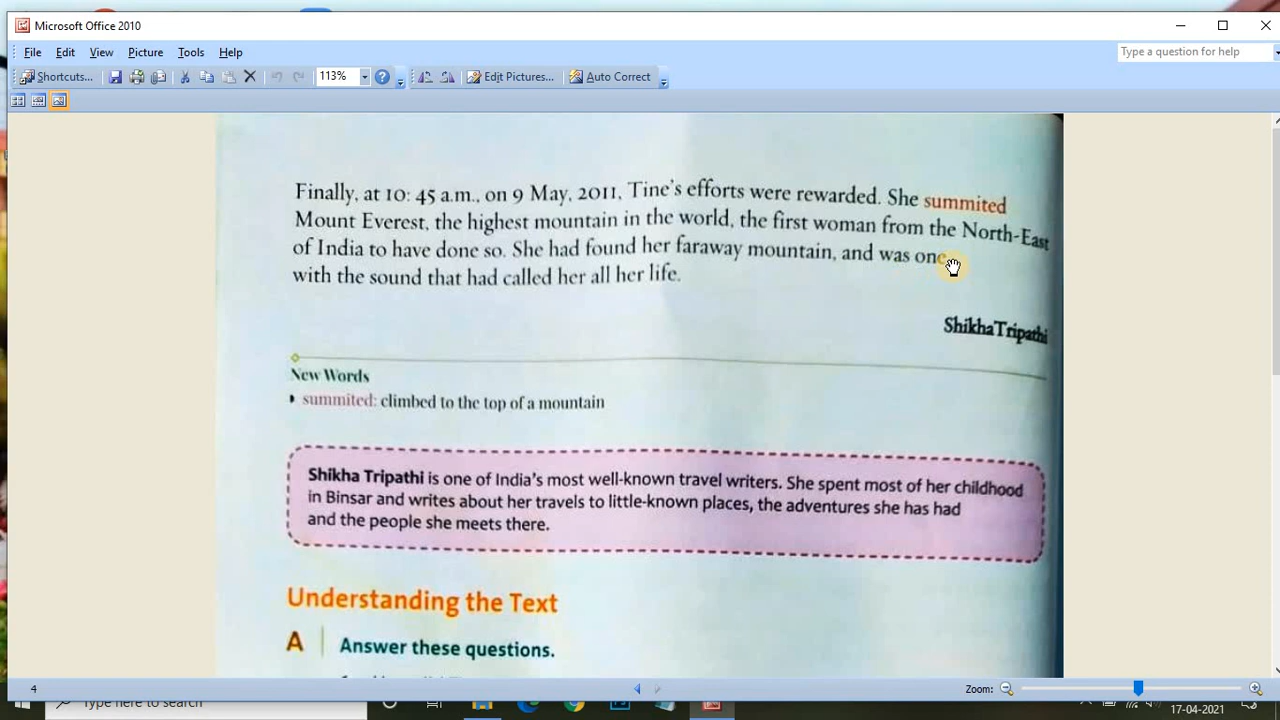 Microsoft Office 2010
File Edit View Picture Tools Help
Type a question for help
Shortcuts... 113% Edit Pictures... Auto Correct
Finally, at 10: 45 a.m., on 9 May, 2011, Tine's efforts were rewarded. She summited
Mount Everest, the highest mountain in the world, the first woman from the North-East
of India to have done so. She had found her faraway mountain, and was one
with the sound that had called her all her life.
Shikha Tripathi
New Words
summited: climbed to the top of a mountain
Shikha Tripathi is one of India's most well-known travel writers. She spent most of her childhood
in Binsar and writes about her travels to little-known places, the adventures she has had
and the people she meets there.
Understanding the Text
A Answer these questions.
4 Zoom:
Type here to search
17-04-2021